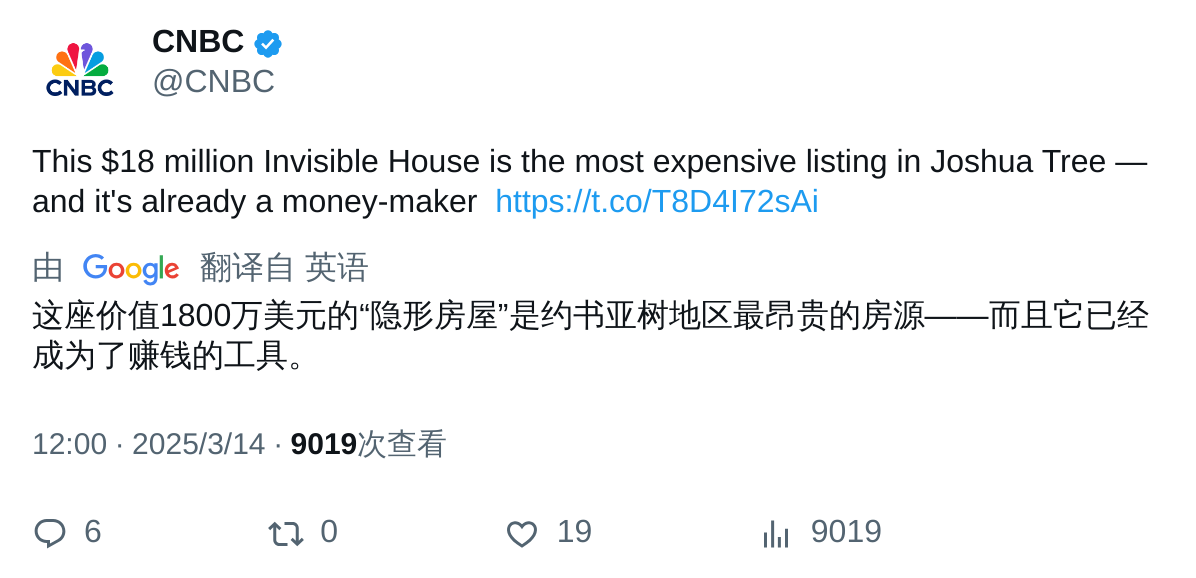 CNBC
CNBC
@CNBC
This $18 million Invisible House is the most expensive listing in Joshua Tree —
and it's already a money-maker https://t.co/T8D4I72sAi
由 Google 翻译自 英语
这座价值1800万美元的“隐形房屋”是约书亚树地区最昂贵的房源——而且它已经
成为了赚钱的工具。
12:00 · 2025/3/14 · 9019次查看
6 0 19 9019